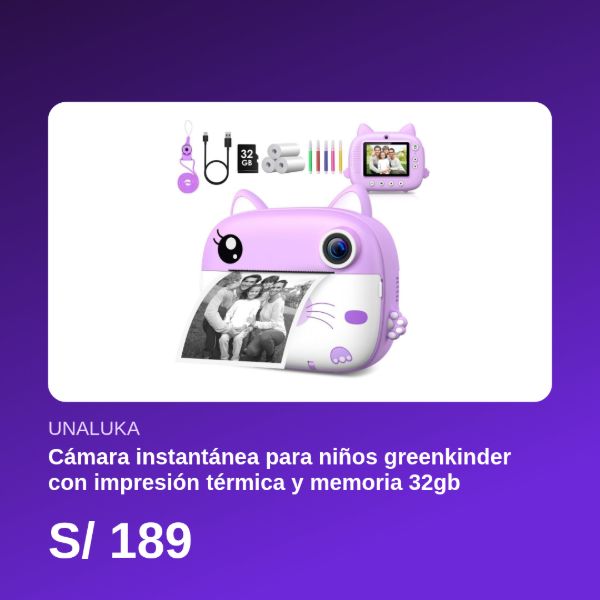 32
GB
UNALUKA
Cámara instantánea para niños greenkinder
con impresión térmica y memoria 32gb
S/ 189